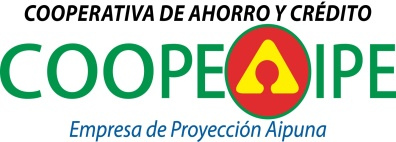 COOPERATIVA DE AHORRO Y CRÉDITO
COOPEAIPE
Empresa de Proyección Aipuna